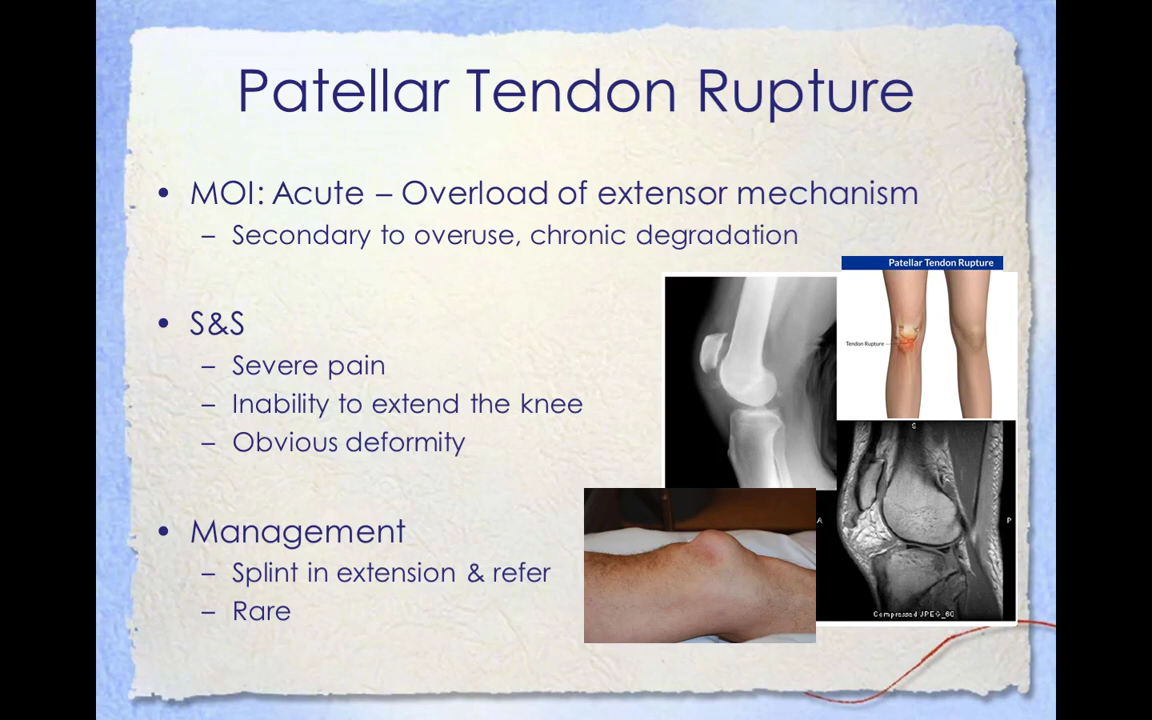 Patellar Tendon Rupture
• MOI: Acute – Overload of extensor mechanism
– Secondary to overuse, chronic degradation
• S&S
– Severe pain
– Inability to extend the knee
– Obvious deformity
• Management
– Splint in extension & refer
– Rare
Patellar Tendon Rupture
Tendon Rupture
S
A
P
Compressed JPEG_60